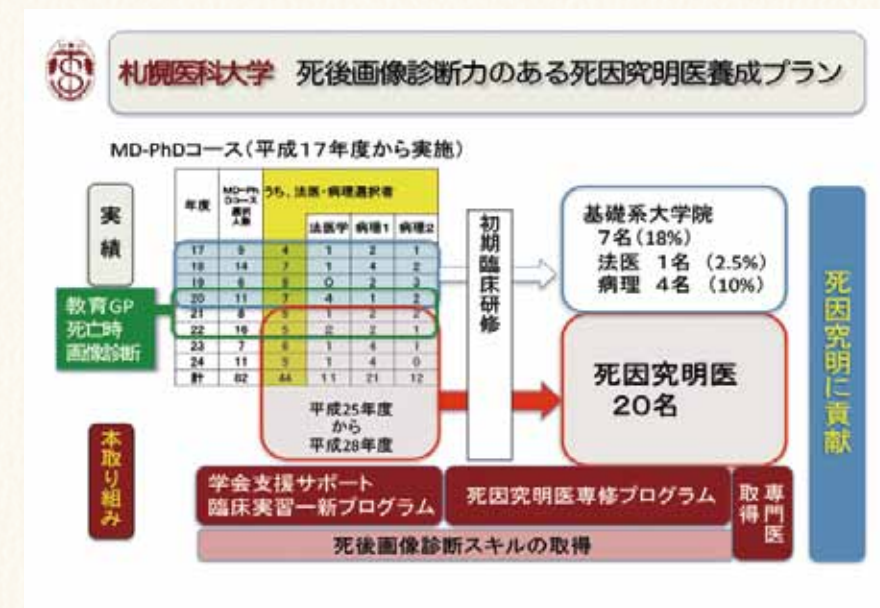 札幌医科大学 死後画像診断力のある死因究明医養成プラン
MD-PhDコース(平成17年度から実施)
実績
年度 MD-PhDコース選択人数 うち、法医・病理選択者
法医学 病理1 病理2
17 9 4 1 2 1
18 14 7 1 4 2
19 6 0 2 3
20 11 7 4 1 2
21 8 5 1 2 2
22 16 5 2 2 1
23 7 6 1 4 1
24 11 5 1 4 0
計 82 44 11 21 12
教育GP
死亡時
画像診断
平成25年度
から
平成28年度
初期臨床研修
基礎系大学院
7名(18%)
法医 1名 (2.5%)
病理 4名 (10%)
死因究明医
20名
死因究明に貢献
本取り組み
学会支援サポート
臨床実習一新プログラム
死因究明医専修プログラム
専門医
取得
死後画像診断スキルの取得